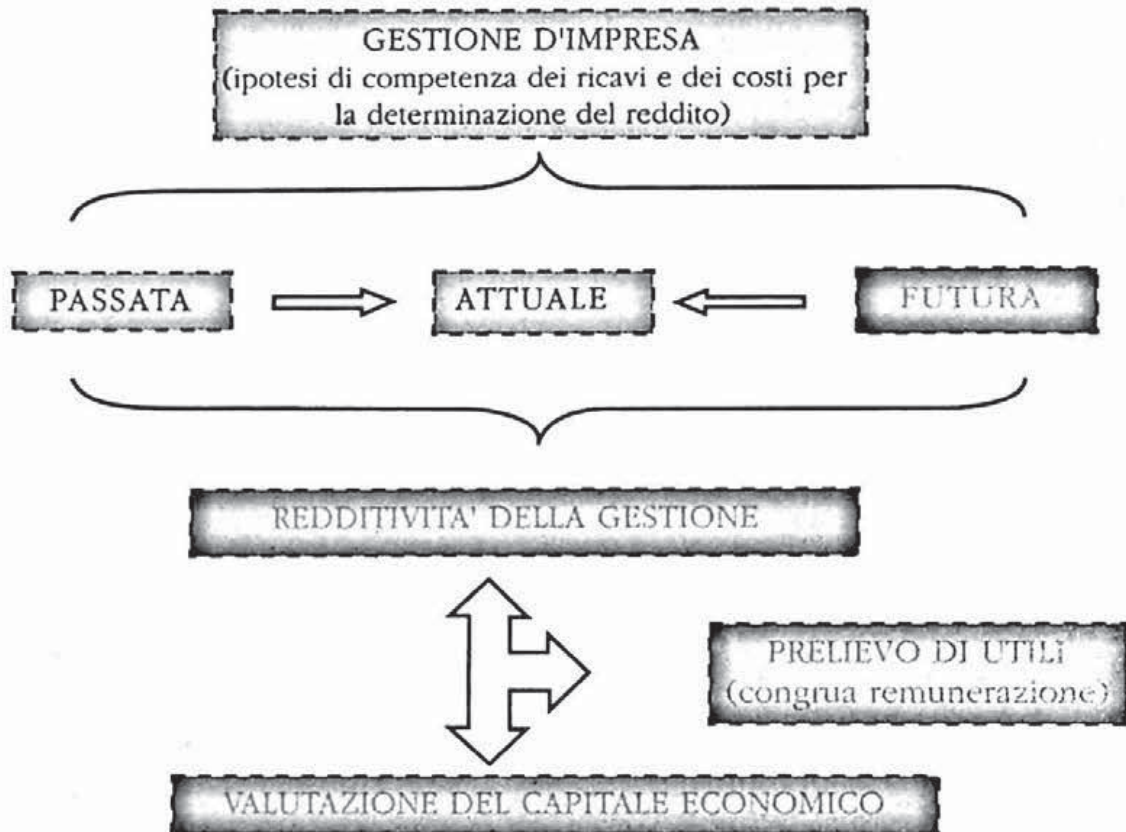 GESTIONE D'IMPRESA
(ipotesi di competenza dei ricavi e dei costi per
la determinazione del reddito)
PASSATA
ATTUALE
FUTURA
REDDITIVITA' DELLA GESTIONE
PRELIEVO DI UTILI
(congrua remunerazione)
VALUTAZIONE DEL CAPITALE ECONOMICO